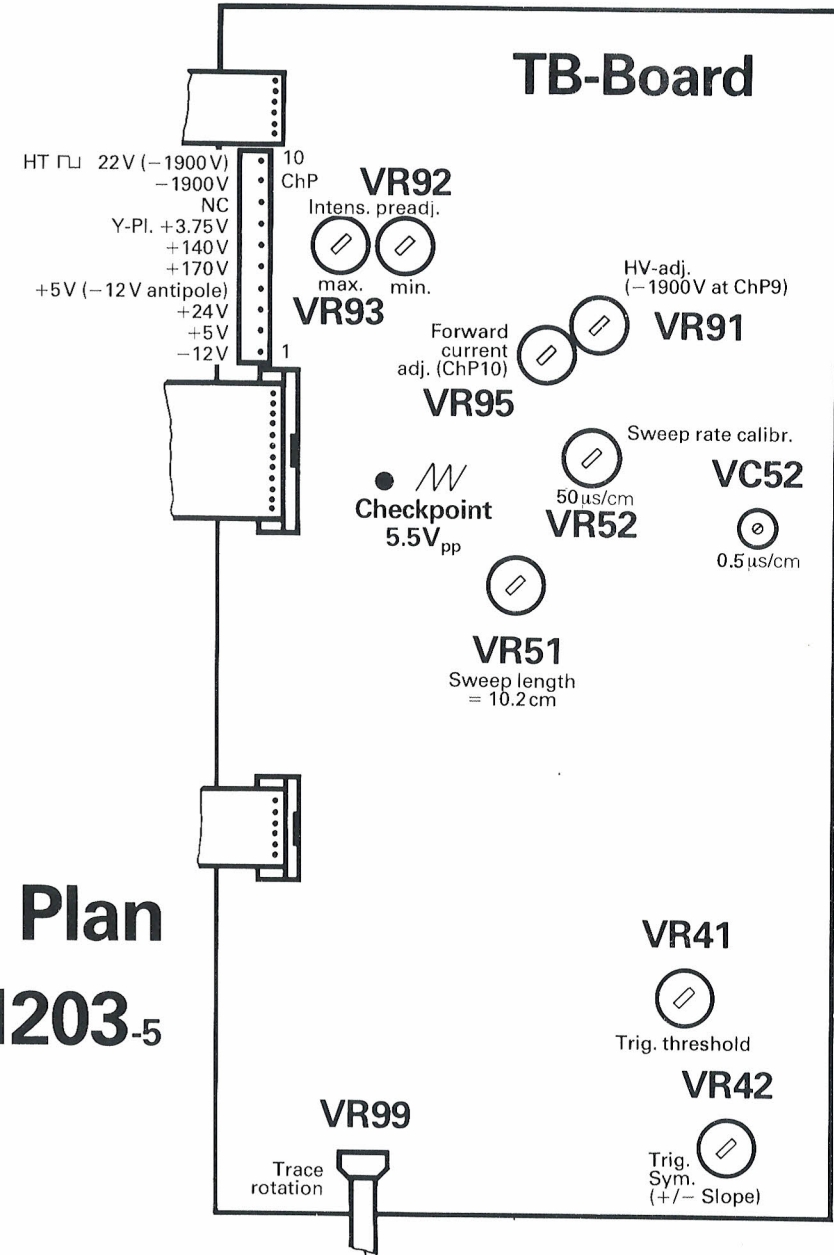 TB-Board
HT ⊓⊔ 22V (−1900V)
−1900V
NC
Y-Pl. +3.75V
+140V
+170V
+5V (−12V antipole)
+24V
+5V
−12V
10
ChP
1
VR92
Intens. preadj.
max. min.
VR93
HV-adj.
(−1900V at ChP9)
VR91
Forward
current
adj. (ChP10)
VR95
Sweep rate calibr.
50µs/cm
VR52
VC52
0.5µs/cm
Checkpoint
5.5Vpp
VR51
Sweep length
= 10.2cm
Plan
203-5
VR41
Trig. threshold
VR42
Trig.
Sym.
(+/− Slope)
VR99
Trace
rotation